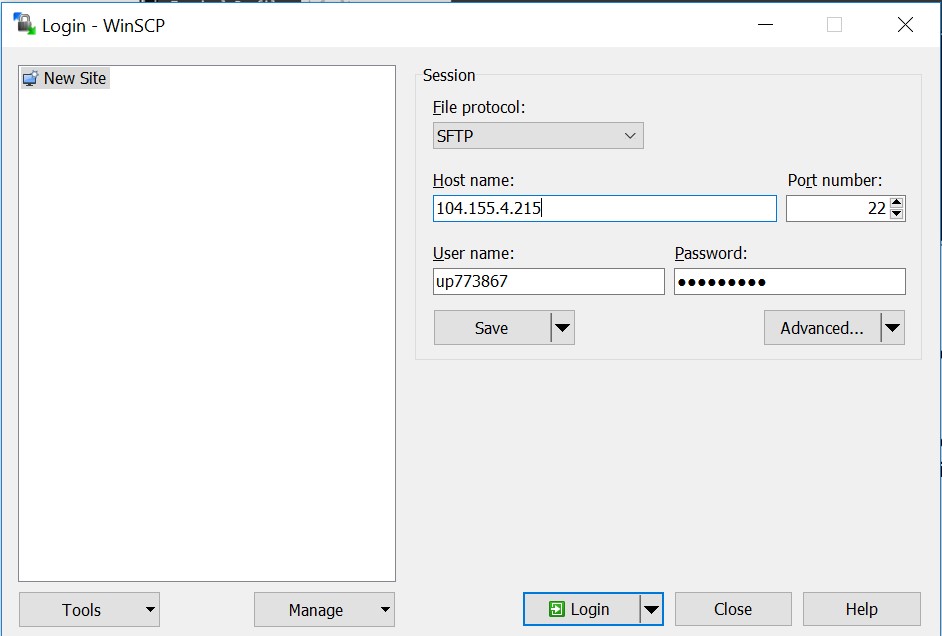 Login - WinSCP
New Site
Session
File protocol:
SFTP
Host name:
Port number:
104.155.4.215
22
User name:
Password:
up773867
●●●●●●●●●
Save
Advanced...
Tools
Manage
Login
Close
Help